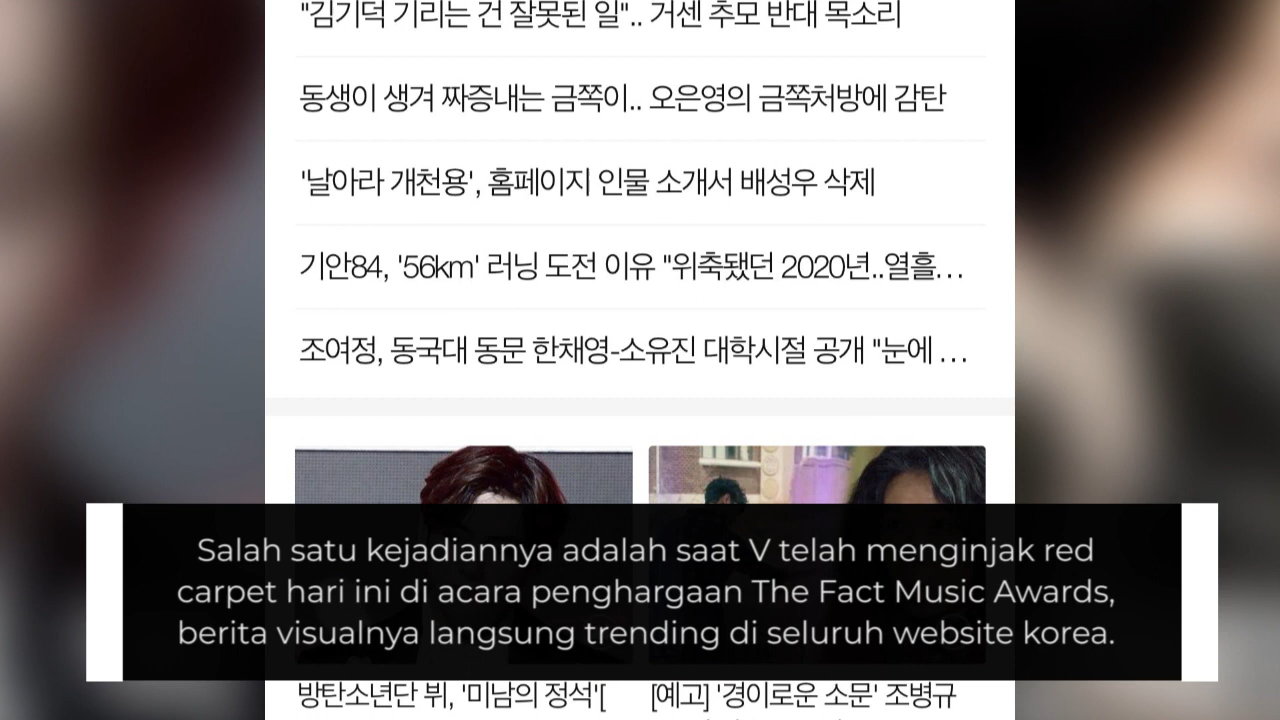 "김기덕 기리는 건 잘못된 일".. 거센 추모 반대 목소리
동생이 생겨 짜증내는 금쪽이.. 오은영의 금쪽처방에 감탄
'날아라 개천용', 홈페이지 인물 소개서 배성우 삭제
기안84, '56km' 러닝 도전 이유 "위축됐던 2020년..열흘...
조여정, 동국대 동문 한채영-소유진 대학시절 공개 "눈에 ...
Salah satu kejadiannya adalah saat V telah menginjak red
carpet hari ini di acara penghargaan The Fact Music Awards,
berita visualnya langsung trending di seluruh website korea.
방탄소년단 뷔, '미남의 정석'[
[예고] '경이로운 소문' 조병규